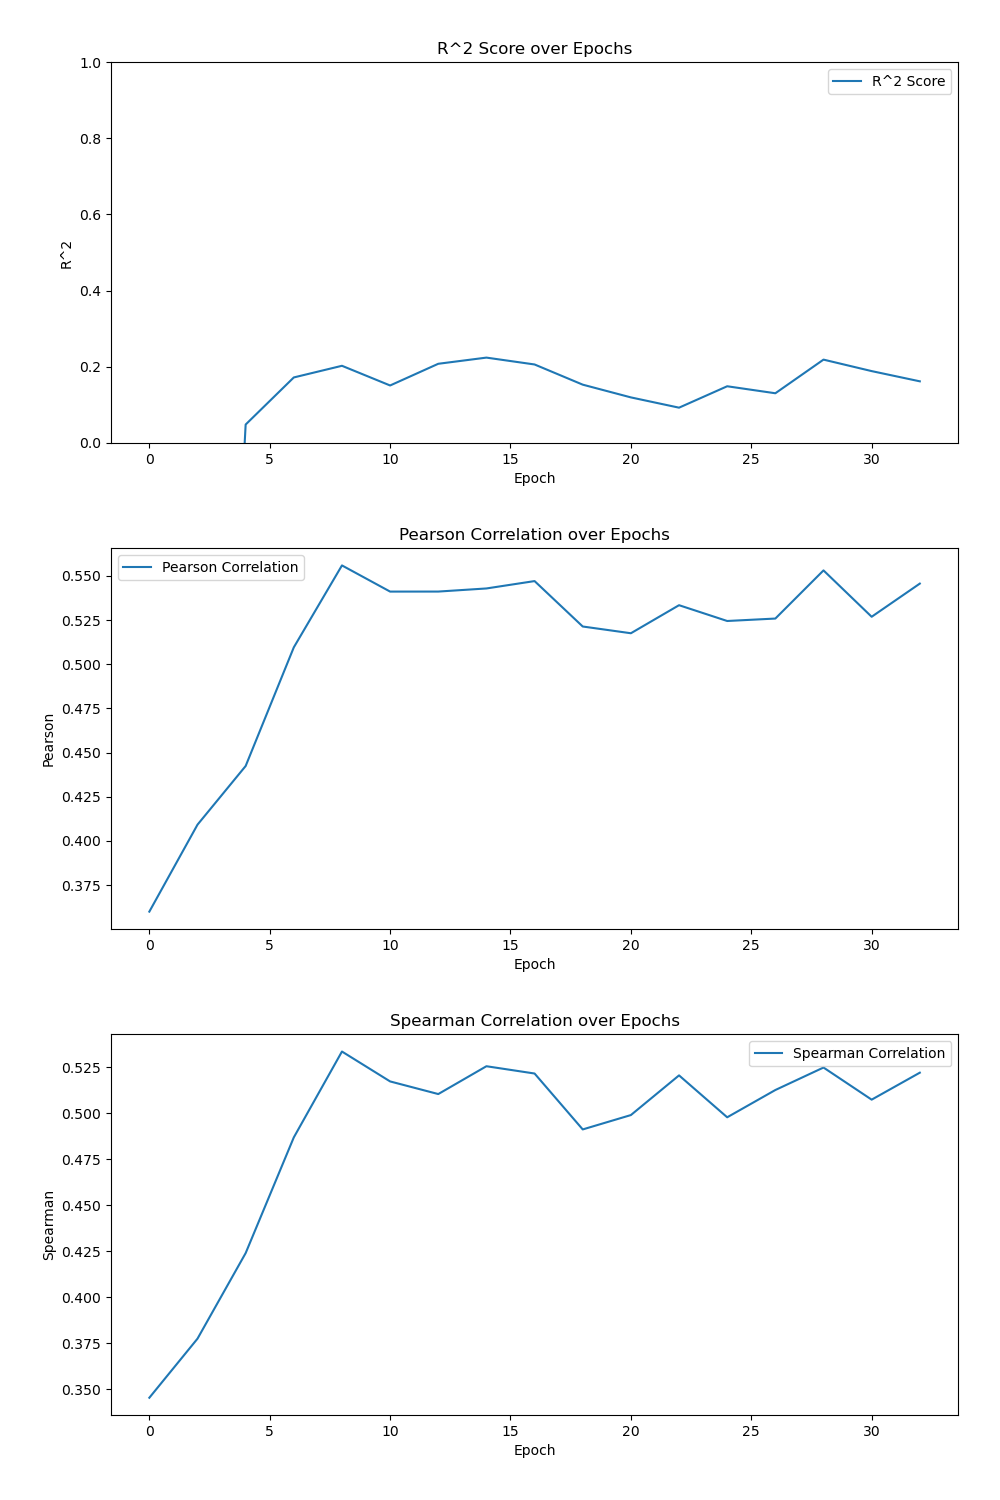 R^2 Score over Epochs
R^2 Score
1.0
0.8
0.6
0.4
0.2
0.0
R^2
0 5 10 15 20 25 30
Epoch
Pearson Correlation over Epochs
Pearson Correlation
0.550
0.525
0.500
0.475
0.450
0.425
0.400
0.375
Pearson
0 5 10 15 20 25 30
Epoch
Spearman Correlation over Epochs
Spearman Correlation
0.525
0.500
0.475
0.450
0.425
0.400
0.375
0.350
Spearman
0 5 10 15 20 25 30
Epoch